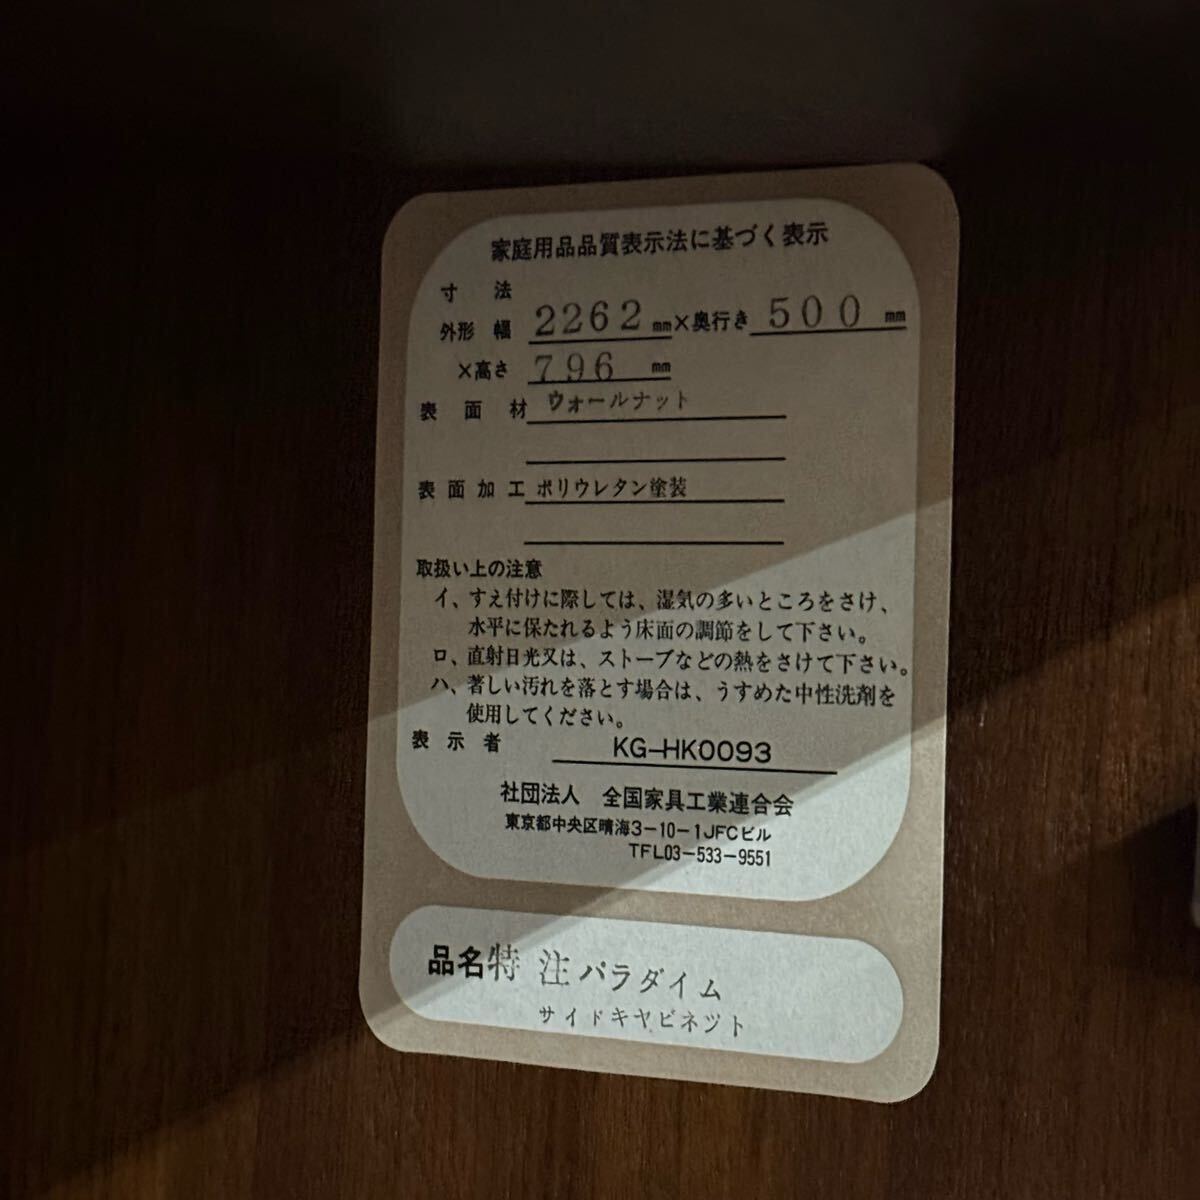 家庭用品品質表示法に基づく表示
寸法
外形 幅 2262 mm×奥行き 500 mm
×高さ 796 mm
表面材 ウォールナット
表面加工 ポリウレタン塗装
取扱い上の注意
イ、すえ付けに際しては、湿気の多いところをさけ、
水平に保たれるよう床面の調節をして下さい。
ロ、直射日光又は、ストーブなどの熱をさけて下さい。
ハ、著しい汚れを落とす場合は、うすめた中性洗剤を
使用してください。
表示者 KG-HK0093
社団法人 全国家具工業連合会
東京都中央区晴海3-10-1JFCビル
TFL03-533-9551
品名 特注パラダイム
サイドキヤビネツト